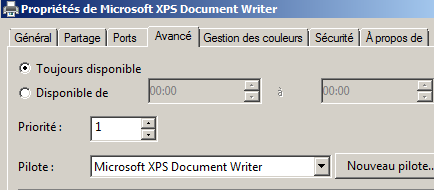 Propriétés de Microsoft XPS Document Writer
Général Partage Ports Avancé Gestion des couleurs Sécurité À propos de
Toujours disponible
Disponible de 00:00 à 00:00
Priorité : 1
Pilote : Microsoft XPS Document Writer Nouveau pilote...